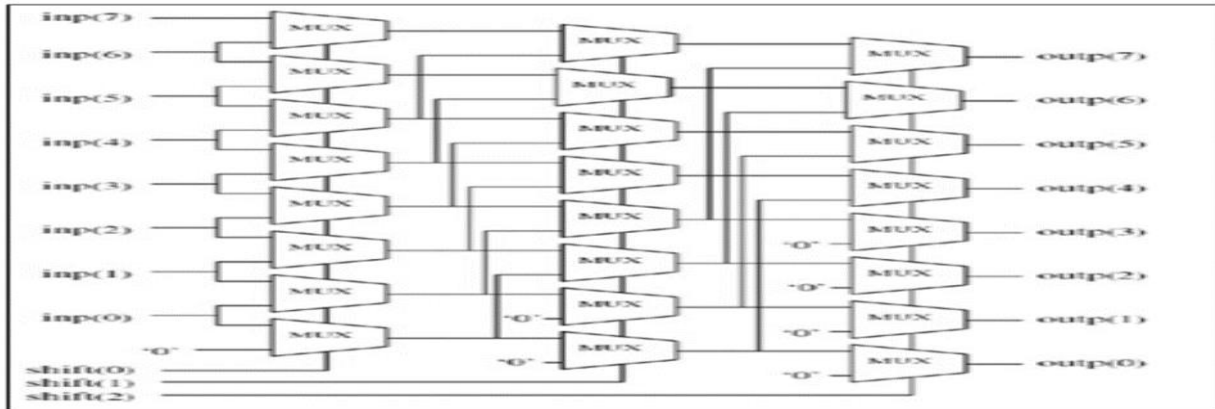 inp(7)
MUX
MUX
MUX
outp(7)
inp(6)
MUX
MUX
MUX
outp(6)
inp(5)
MUX
MUX
MUX
outp(5)
inp(4)
MUX
MUX
MUX
outp(4)
inp(3)
MUX
MUX
MUX
outp(3)
'0'
inp(2)
MUX
MUX
MUX
outp(2)
'0'
inp(1)
MUX
MUX
MUX
outp(1)
'0'
'0'
inp(0)
MUX
MUX
MUX
outp(0)
'0'
'0'
'0'
shift(0)
shift(1)
shift(2)